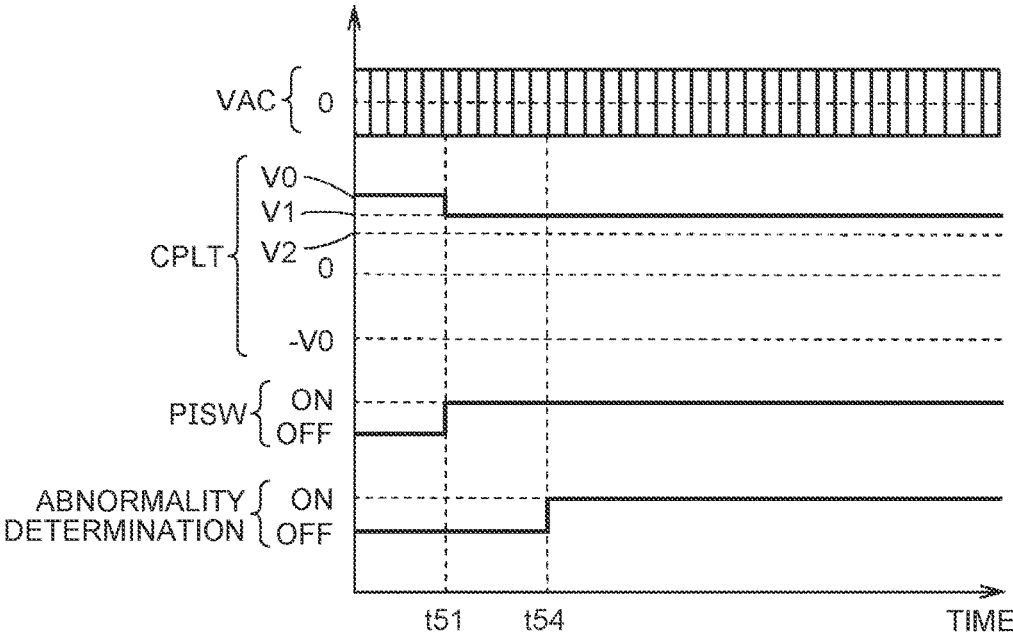 VAC
0
CPLT
V0
V1
V2
0
-V0
PISW
ON
OFF
ABNORMALITY
DETERMINATION
ON
OFF
t51
t54
TIME